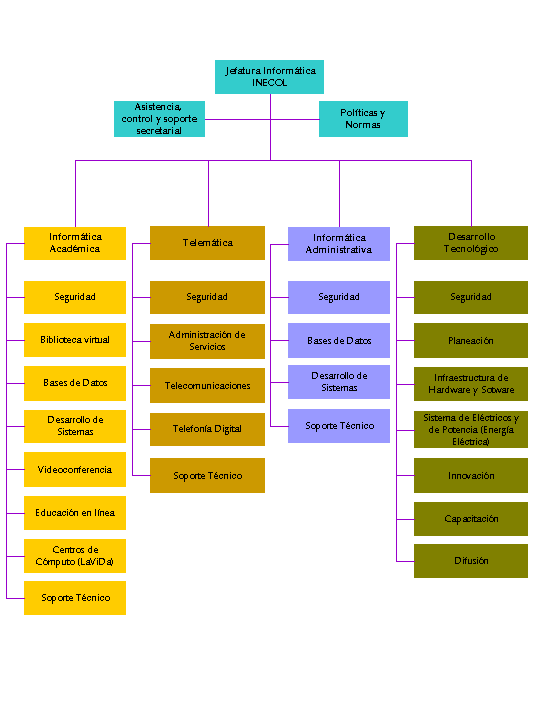 Jefatura Informática
INECOL
Asistencia,
control y soporte
secretarial
Políticas y
Normas
Informática
Académica
Seguridad
Biblioteca virtual
Bases de Datos
Desarrollo de
Sistemas
Videoconferencia
Educación en línea
Centros de
Cómputo (LaViDa)
Soporte Técnico
Telemática
Seguridad
Administración de
Servicios
Telecomunicaciones
Telefonía Digital
Soporte Técnico
Informática
Administrativa
Seguridad
Bases de Datos
Desarrollo de
Sistemas
Soporte Técnico
Desarrollo
Tecnológico
Seguridad
Planeación
Infraestructura de
Hardware y Sotware
Sistema de Eléctricos y
de Potencia (Energía
Eléctrica)
Innovación
Capacitación
Difusión